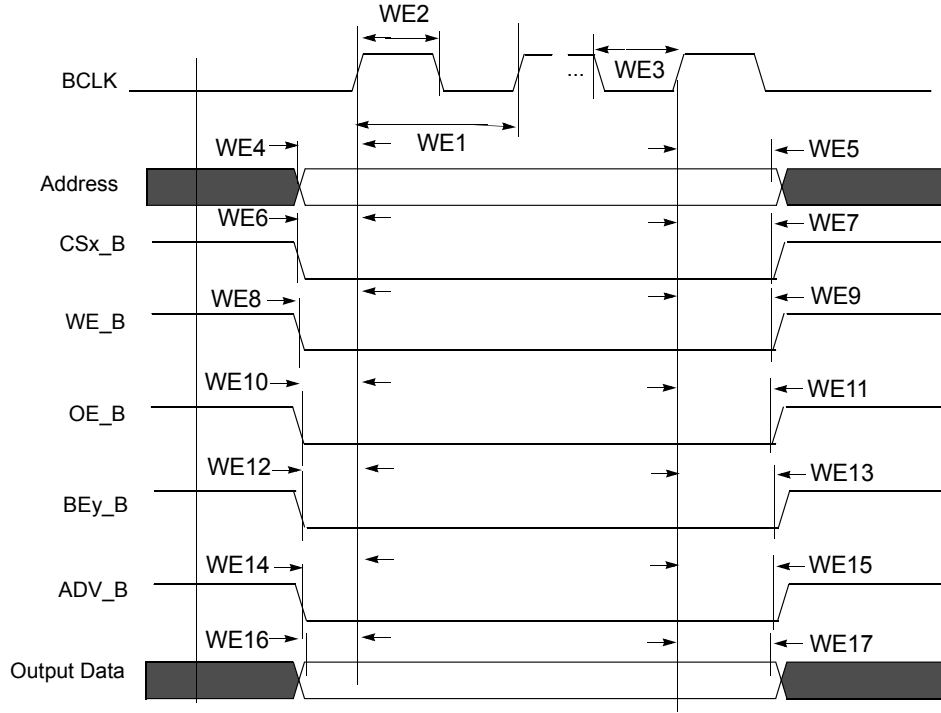 WE2
BCLK
...
WE3
WE1
WE4
WE5
Address
WE6
WE7
CSx_B
WE8
WE9
WE_B
WE10
WE11
OE_B
WE12
WE13
BEy_B
WE14
WE15
ADV_B
WE16
WE17
Output Data